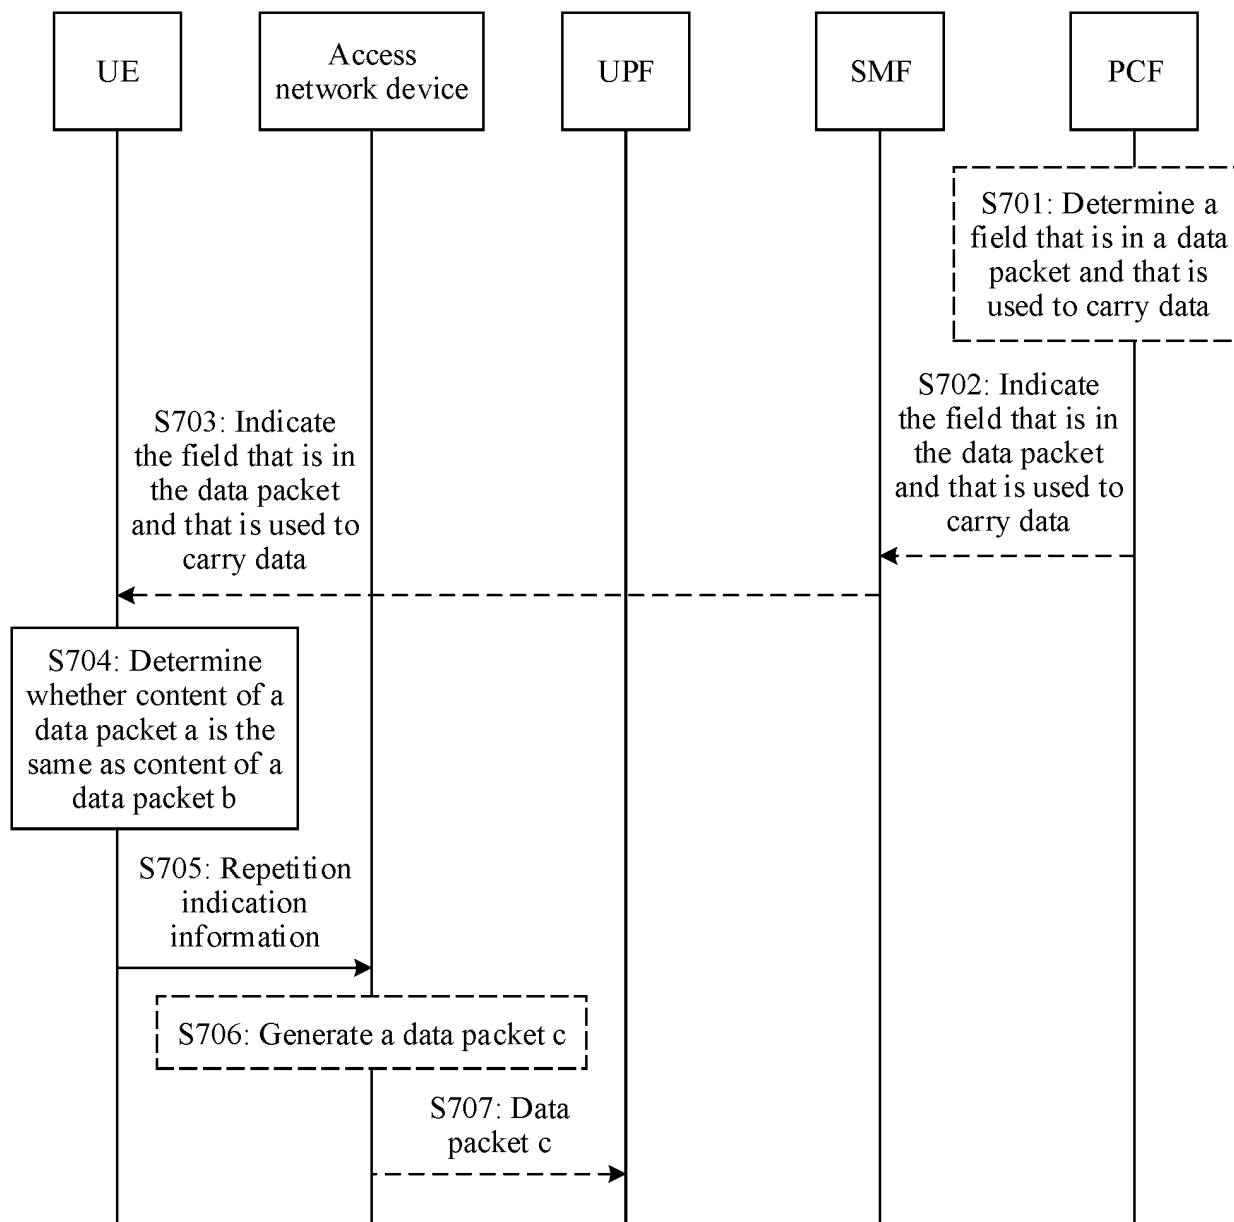 UE
Access
network device
UPF
SMF
PCF
S701: Determine a
field that is in a data
packet and that is
used to carry data
S702: Indicate
the field that is in
the data packet
and that is used to
carry data
S703: Indicate
the field that is in
the data packet
and that is used to
carry data
S704: Determine
whether content of a
data packet a is the
same as content of a
data packet b
S705: Repetition
indication
information
S706: Generate a data packet c
S707: Data
packet c